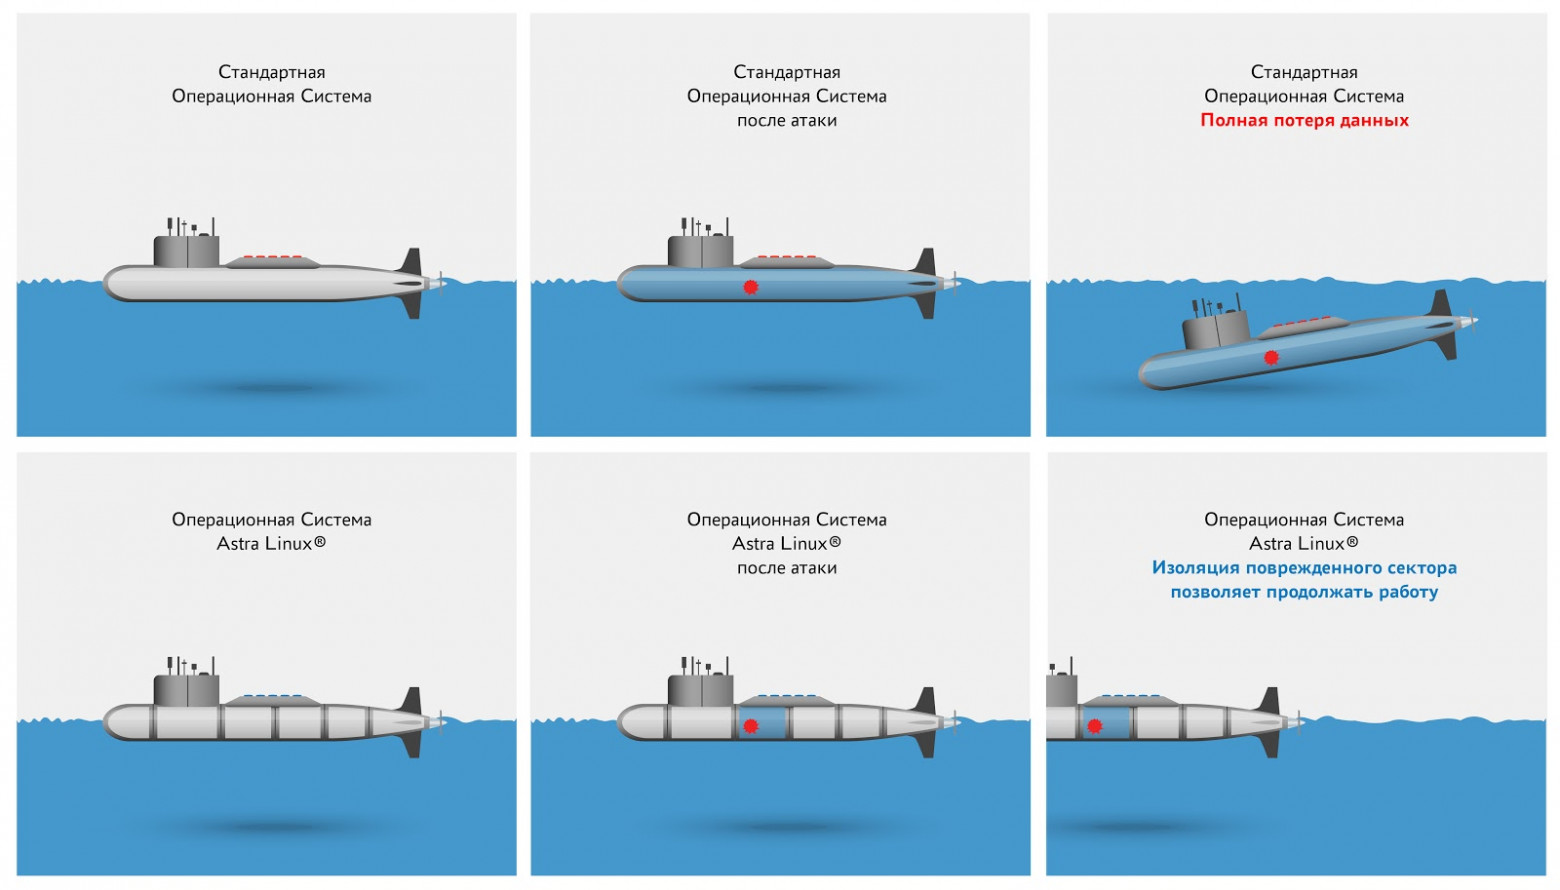 Стандартная
Операционная Система
Стандартная
Операционная Система
после атаки
Стандартная
Операционная Система
Полная потеря данных
Операционная Система
Astra Linux®
Операционная Система
Astra Linux®
после атаки
Операционная Система
Astra Linux®
Изоляция поврежденного сектора
позволяет продолжать работу